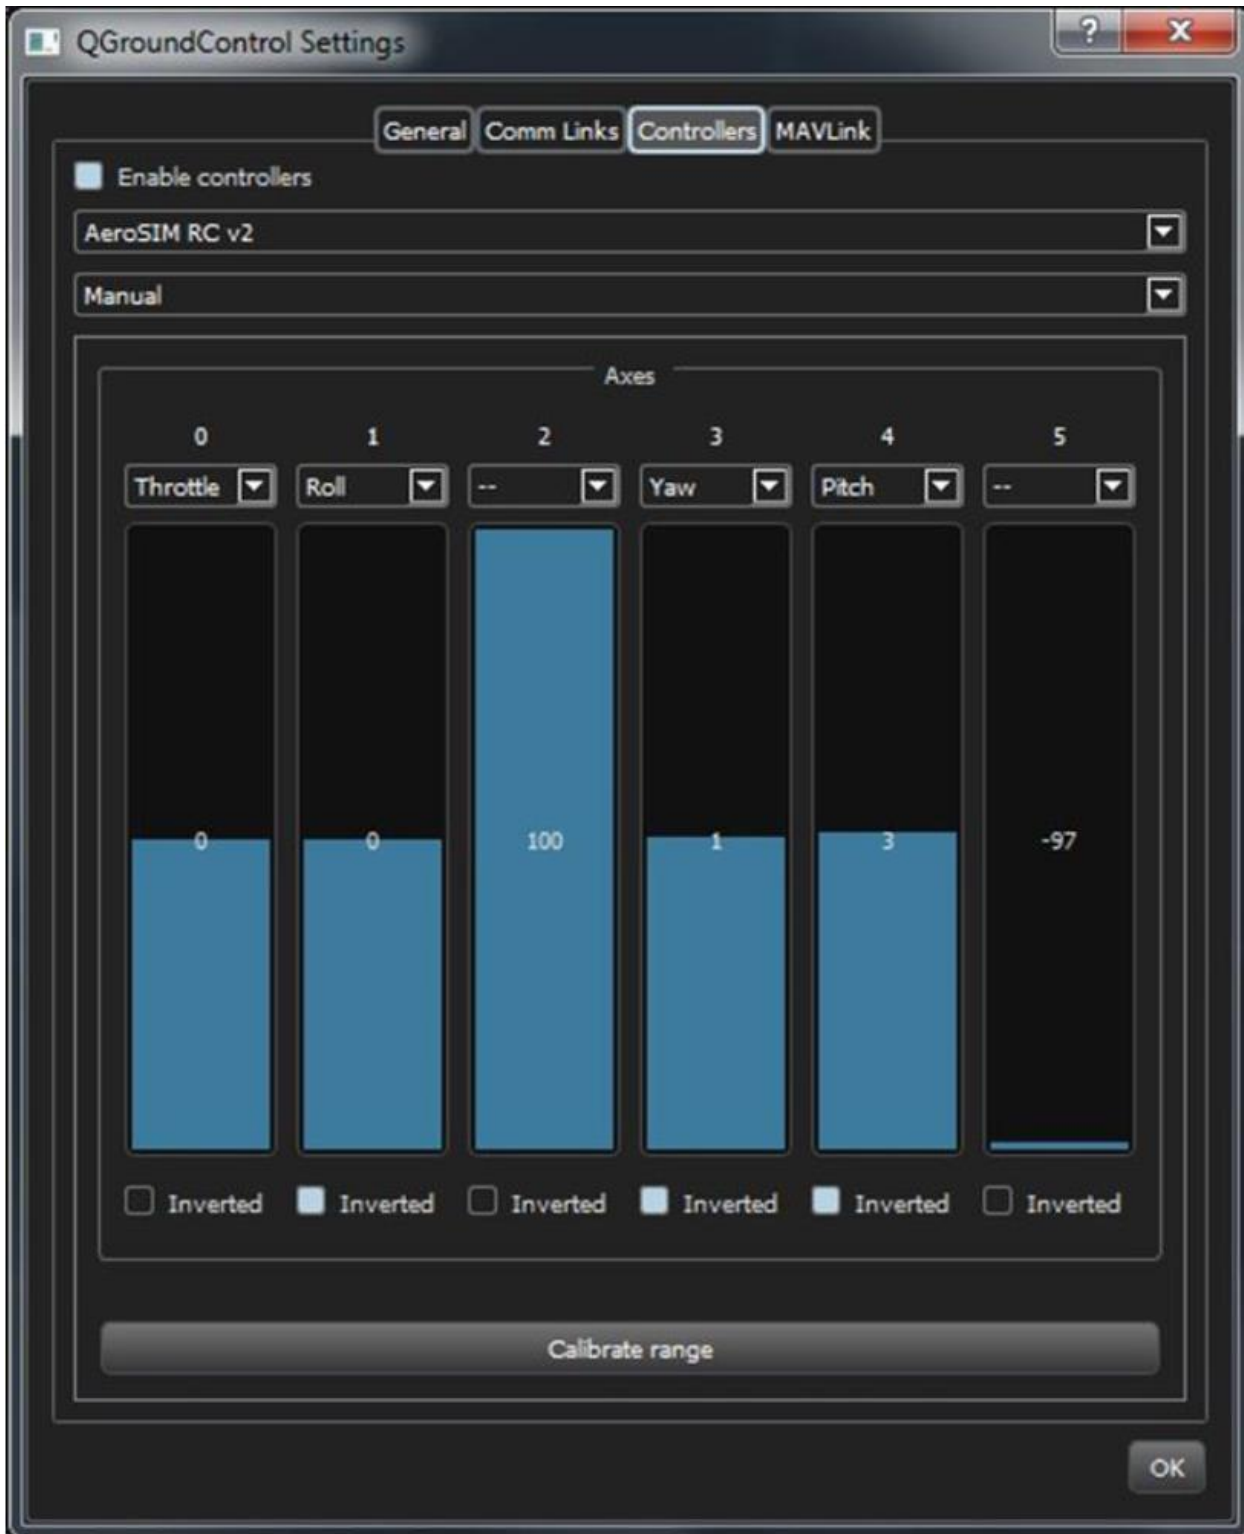 QGroundControl Settings
? X
General Comm Links Controllers MAVLink
Enable controllers
AeroSIM RC v2
Manual
Axes
0 1 2 3 4 5
Throttle Roll -- Yaw Pitch --
0 0 100 1 3 -97
Inverted Inverted Inverted Inverted Inverted Inverted
Calibrate range
OK